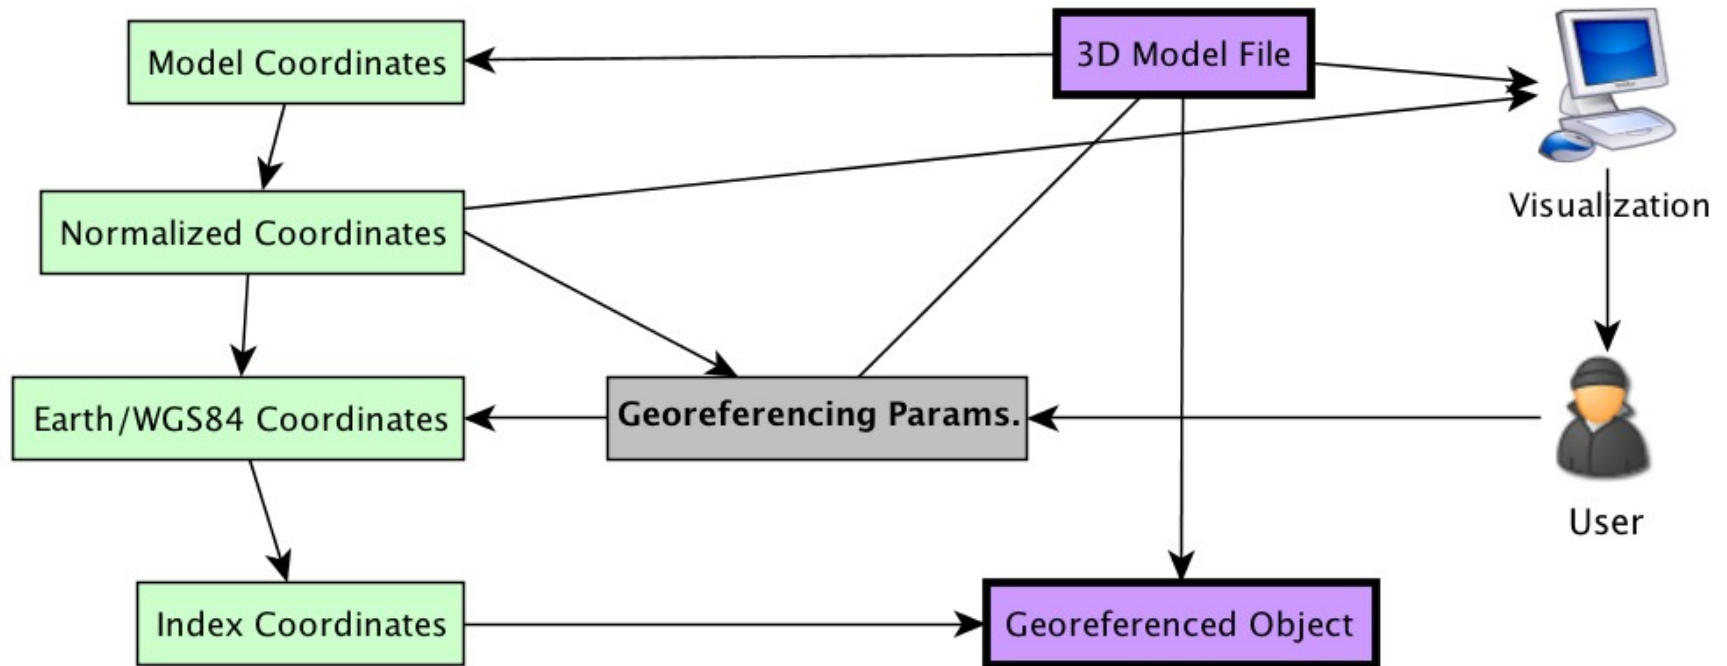 Model Coordinates
3D Model File
Visualization
Normalized Coordinates
Earth/WGS84 Coordinates
Georeferencing Params.
User
Index Coordinates
Georeferenced Object